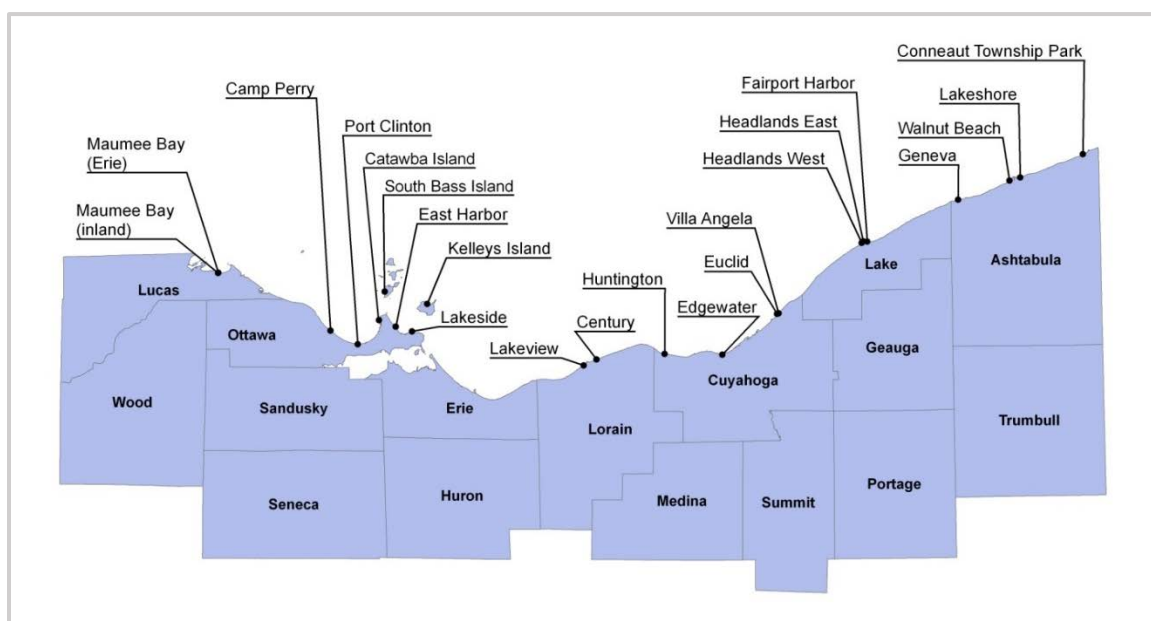 Conneaut Township Park
Fairport Harbor
Lakeshore
Camp Perry
Headlands East
Walnut Beach
Port Clinton
Headlands West
Geneva
Maumee Bay
(Erie)
Catawba Island
South Bass Island
Maumee Bay
(inland)
East Harbor
Villa Angela
Kelleys Island
Euclid
Huntington
Edgewater
Lakeside
Century
Lakeview
Lucas
Ottawa
Wood
Sandusky
Erie
Seneca
Huron
Lorain
Medina
Cuyahoga
Summit
Lake
Geauga
Portage
Ashtabula
Trumbull